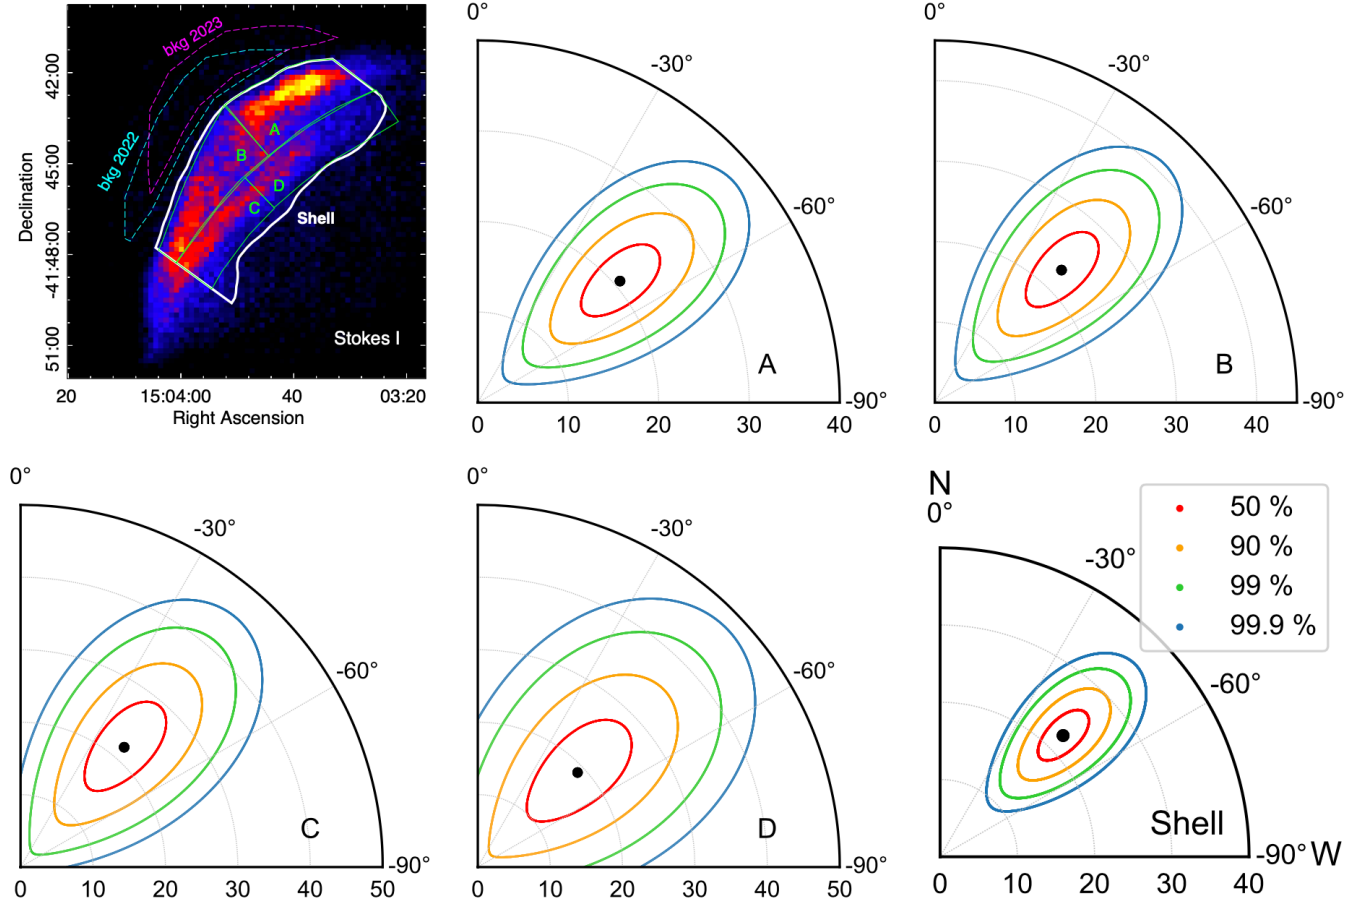 bkg 2023
bkg 2022
A
B
D
C
Shell
Stokes I
42:00
45:00
-41:48:00
51:00
Declination
20 15:04:00 40 03:20
Right Ascension
0°
-30°
-60°
-90°
A
0 10 20 30 40
0°
-30°
-60°
-90°
B
0 10 20 30 40
0°
-30°
-60°
-90°
C
0 10 20 30 40 50
0°
-30°
-60°
-90°
D
0 10 20 30 40 50
N
0°
-30°
-60°
-90° W
50 %
90 %
99 %
99.9 %
Shell
0 10 20 30 40